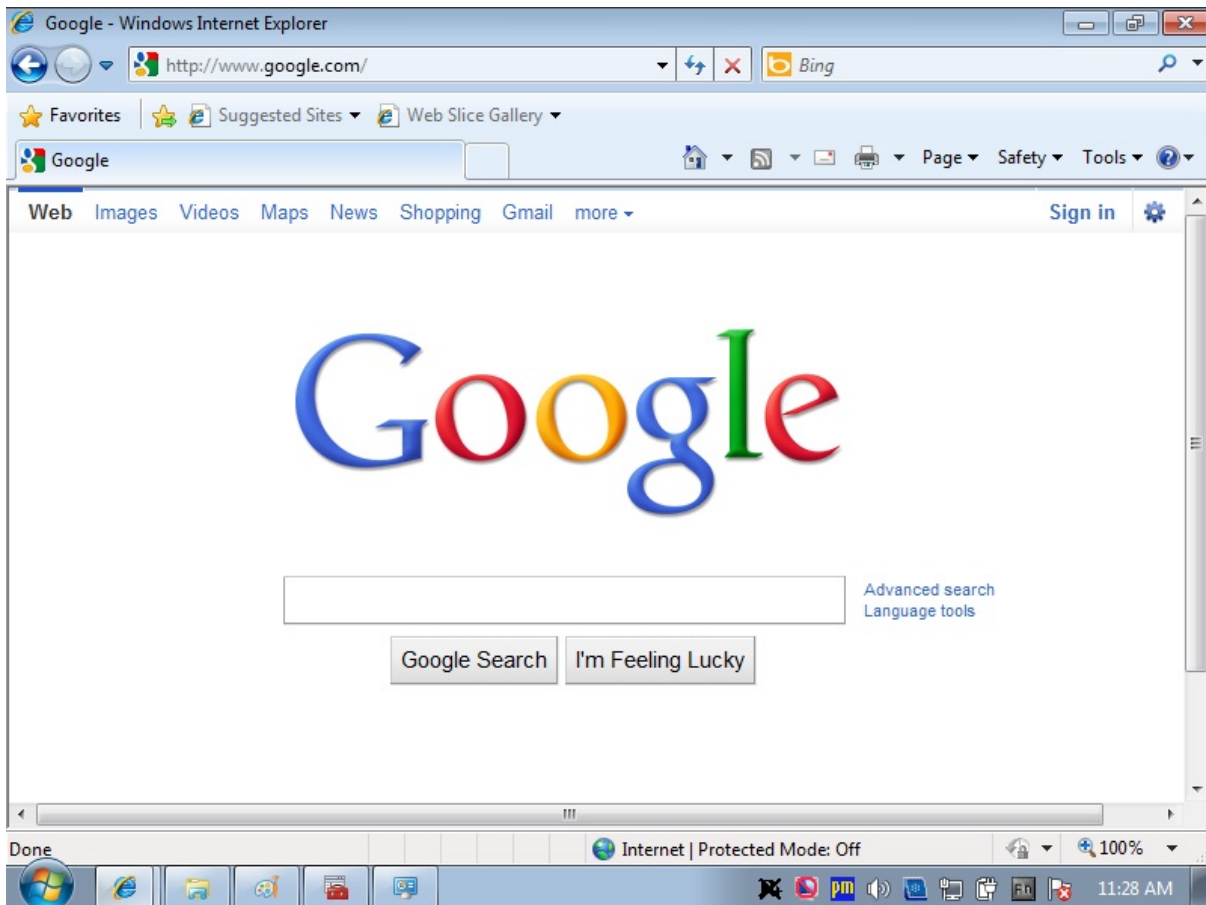 Google - Windows Internet Explorer
http://www.google.com/
Bing
Favorites Suggested Sites Web Slice Gallery
Google Page Safety Tools
Web Images Videos Maps News Shopping Gmail more Sign in
Google
Advanced search
Language tools
Google Search I'm Feeling Lucky
Done Internet | Protected Mode: Off 100%
pm En 11:28 AM